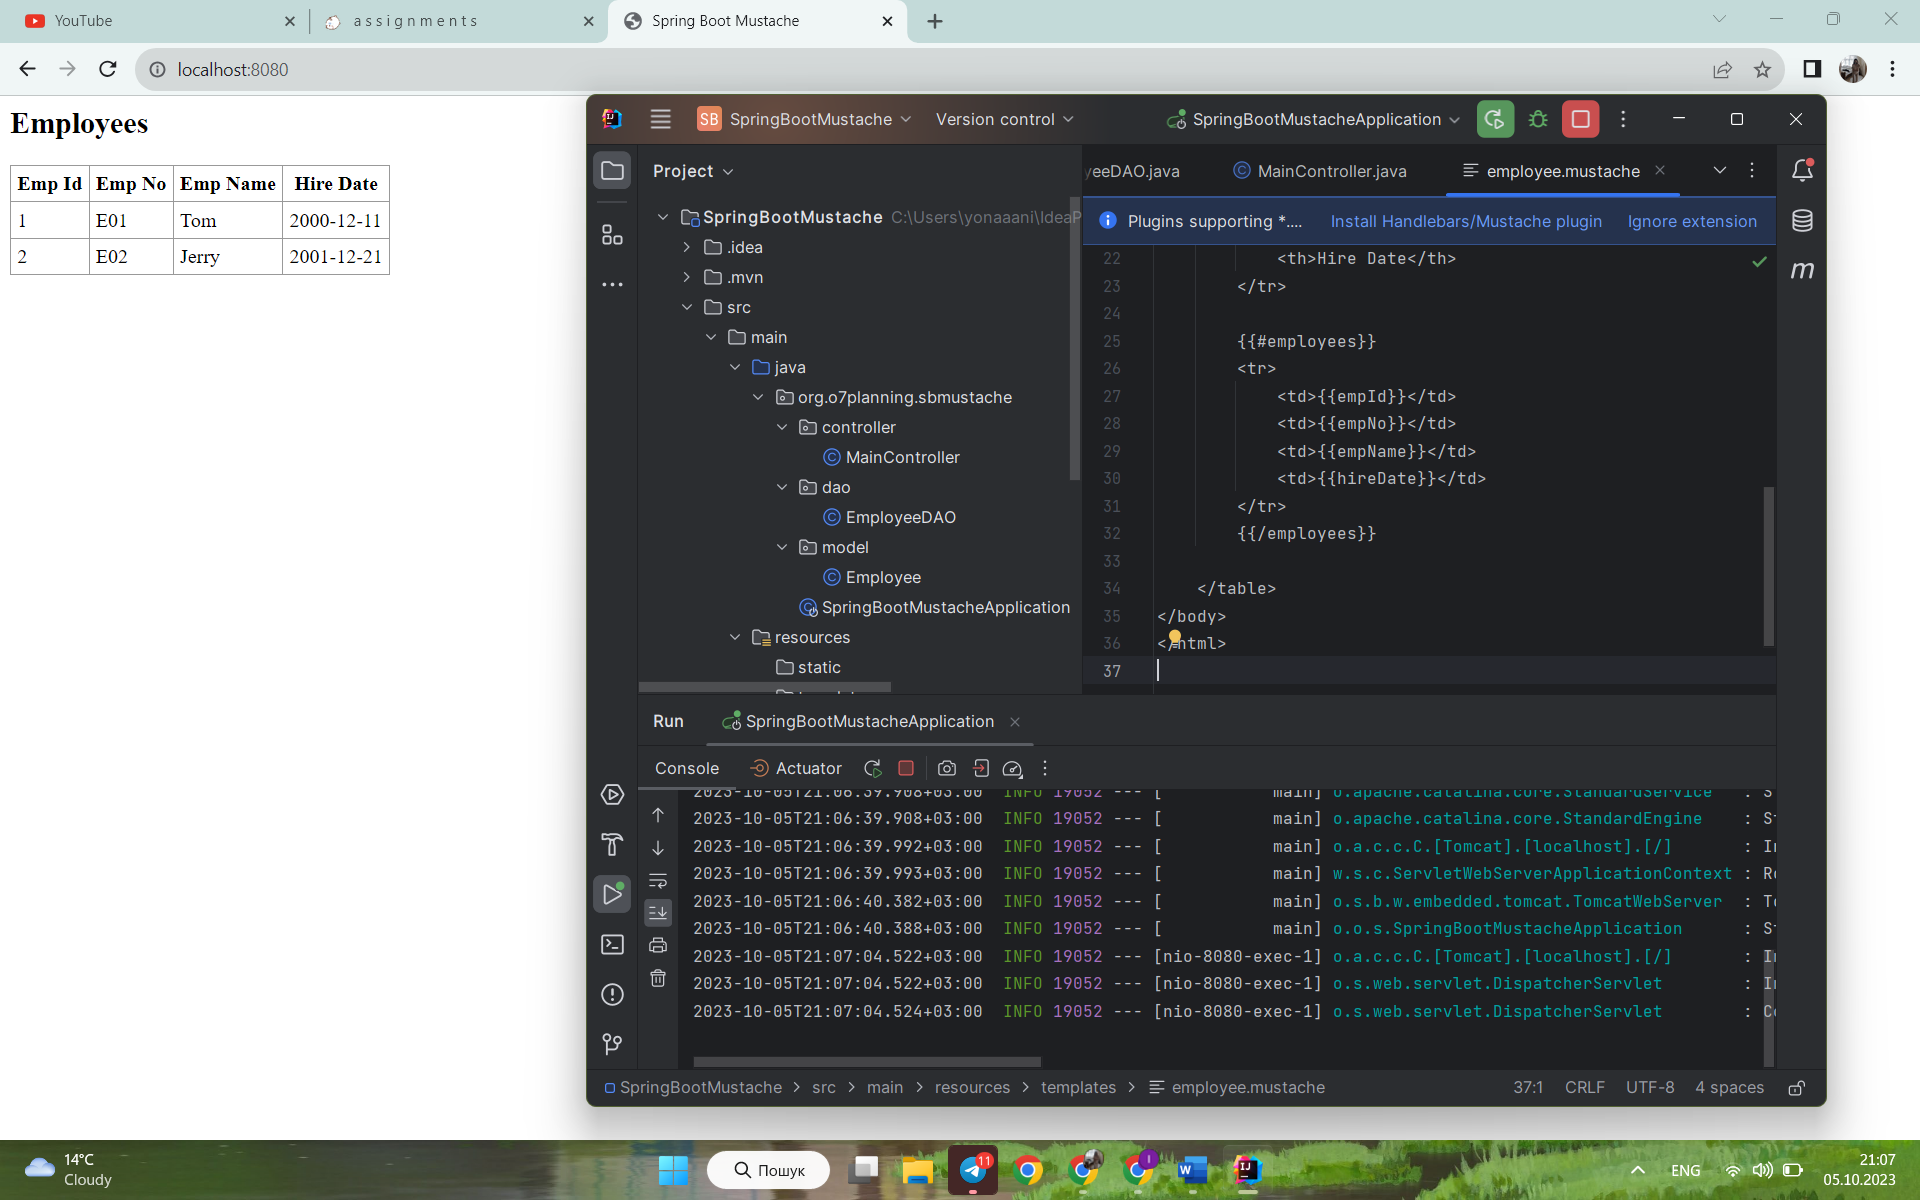 YouTube
assignments
Spring Boot Mustache
localhost:8080
Employees
Emp Id Emp No Emp Name Hire Date
1 E01 Tom 2000-12-11
2 E02 Jerry 2001-12-21
SB SpringBootMustache Version control SpringBootMustacheApplication
Project
SpringBootMustache C:\Users\yonaaani\IdeaP
.idea
.mvn
src
main
java
org.o7planning.sbmustache
controller
MainController
dao
EmployeeDAO
model
Employee
SpringBootMustacheApplication
resources
static
yeeDAO.java MainController.java employee.mustache
Plugins supporting *.... Install Handlebars/Mustache plugin Ignore extension
22 <th>Hire Date</th>
23 </tr>
24
25 {{#employees}}
26 <tr>
27 <td>{{empId}}</td>
28 <td>{{empNo}}</td>
29 <td>{{empName}}</td>
30 <td>{{hireDate}}</td>
31 </tr>
32 {{/employees}}
33
34 </table>
35 </body>
36 </html>
37
m
Run SpringBootMustacheApplication
Console Actuator
2023-10-05T21:06:39.908+03:00 INFO 19052 --- [ main] o.apache.catalina.core.StandardService : S
2023-10-05T21:06:39.908+03:00 INFO 19052 --- [ main] o.apache.catalina.core.StandardEngine : St
2023-10-05T21:06:39.992+03:00 INFO 19052 --- [ main] o.a.c.c.C.[Tomcat].[localhost].[/] : In
2023-10-05T21:06:39.993+03:00 INFO 19052 --- [ main] w.s.c.ServletWebServerApplicationContext : Ro
2023-10-05T21:06:40.382+03:00 INFO 19052 --- [ main] o.s.b.w.embedded.tomcat.TomcatWebServer : To
2023-10-05T21:06:40.388+03:00 INFO 19052 --- [ main] o.o.s.SpringBootMustacheApplication : St
2023-10-05T21:07:04.522+03:00 INFO 19052 --- [nio-8080-exec-1] o.a.c.c.C.[Tomcat].[localhost].[/] : In
2023-10-05T21:07:04.522+03:00 INFO 19052 --- [nio-8080-exec-1] o.s.web.servlet.DispatcherServlet : In
2023-10-05T21:07:04.524+03:00 INFO 19052 --- [nio-8080-exec-1] o.s.web.servlet.DispatcherServlet : Co
SpringBootMustache > src > main > resources > templates > employee.mustache 37:1 CRLF UTF-8 4 spaces
14°C
Cloudy
Пошук
11
ENG
21:07
05.10.2023